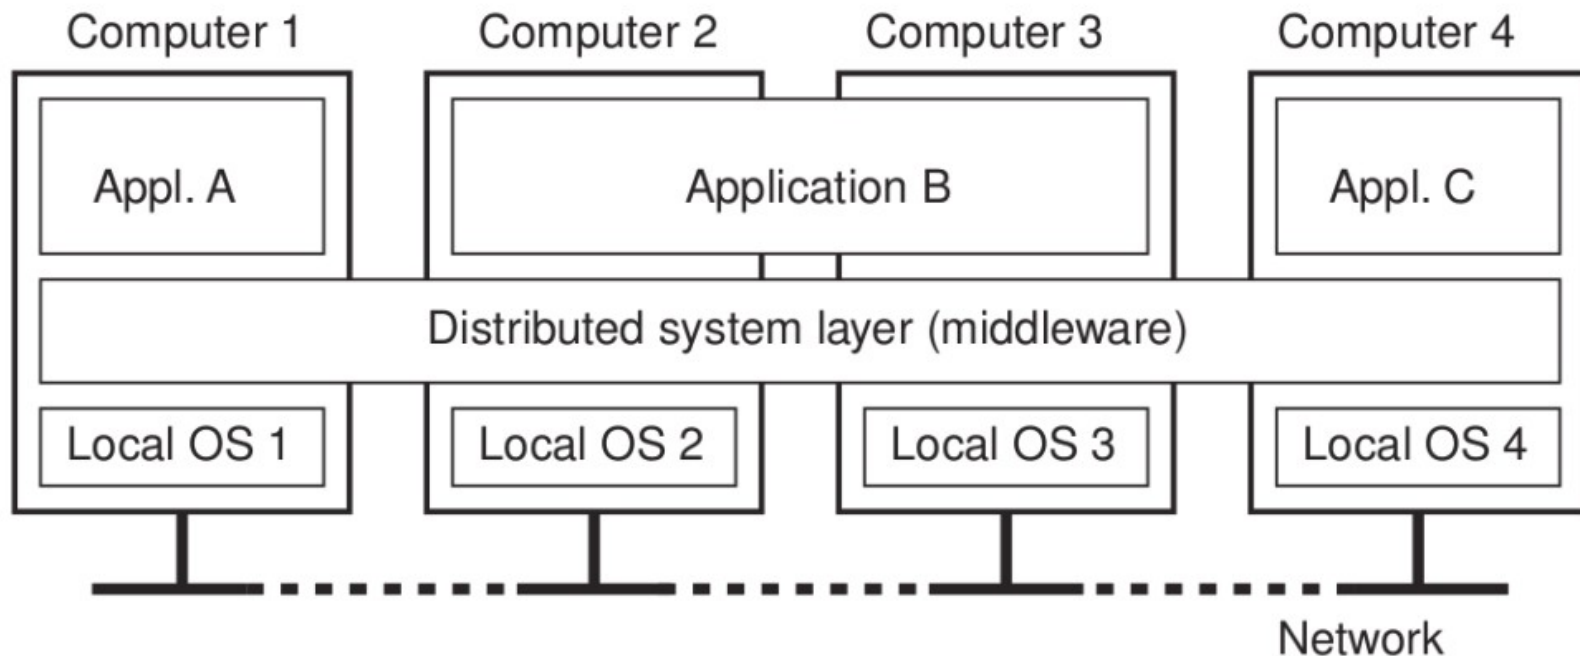 Computer 1
Computer 2
Computer 3
Computer 4
Appl. A
Application B
Appl. C
Distributed system layer (middleware)
Local OS 1
Local OS 2
Local OS 3
Local OS 4
Network